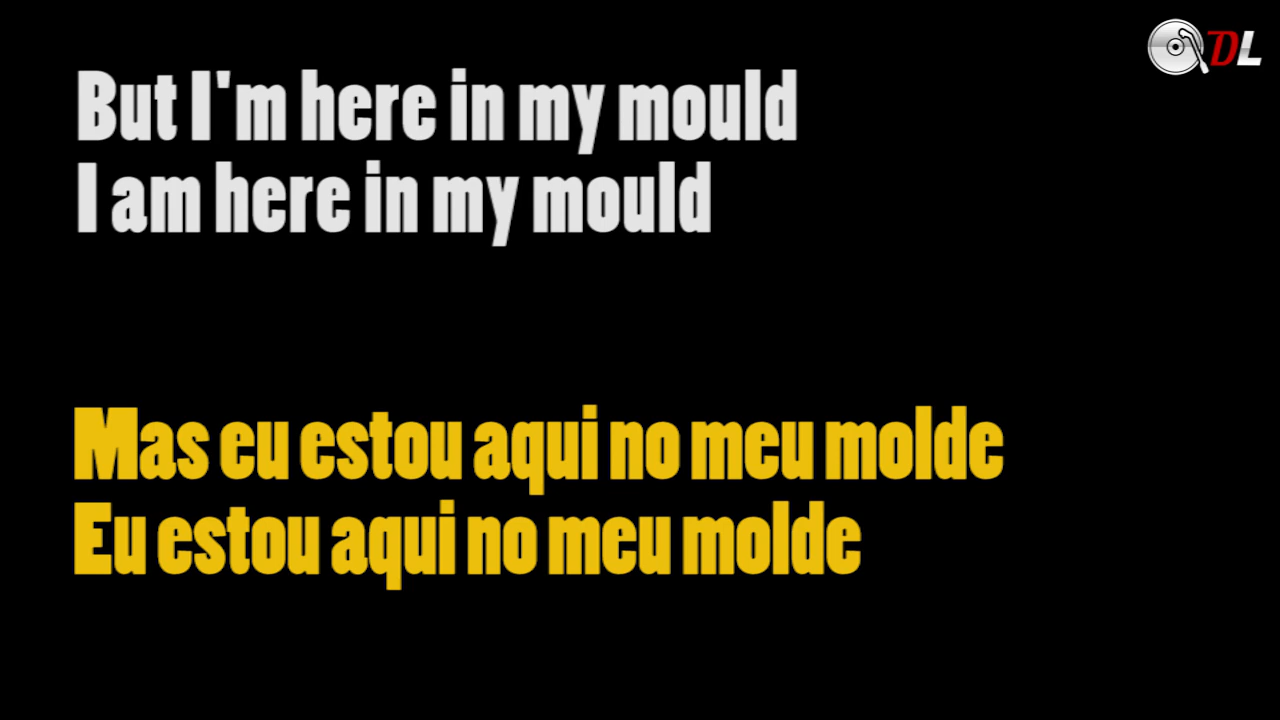 DL
But I'm here in my mould
I am here in my mould
Mas eu estou aqui no meu molde
Eu estou aqui no meu molde